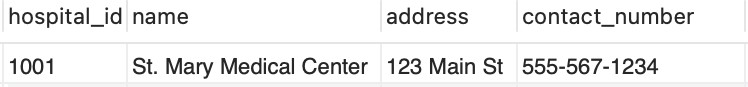 hospital_id name address contact_number
1001 St. Mary Medical Center 123 Main St 555-567-1234